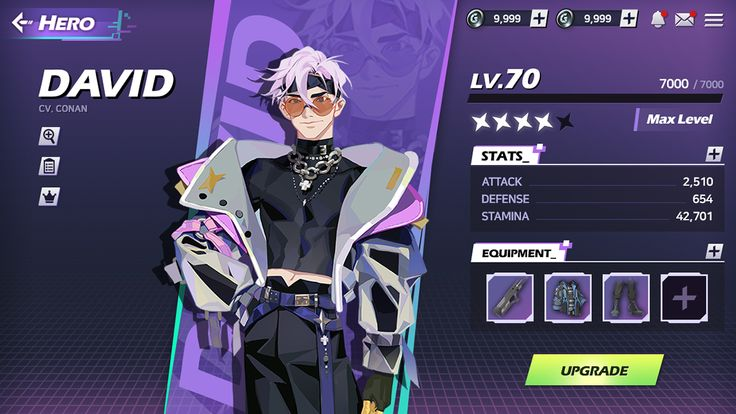 HERO
9,999
9,999
DAVID
CV. CONAN
DAVID
LV.70
7000 / 7000
Max Level
STATS_
ATTACK 2,510
DEFENSE 654
STAMINA 42,701
EQUIPMENT_
UPGRADE